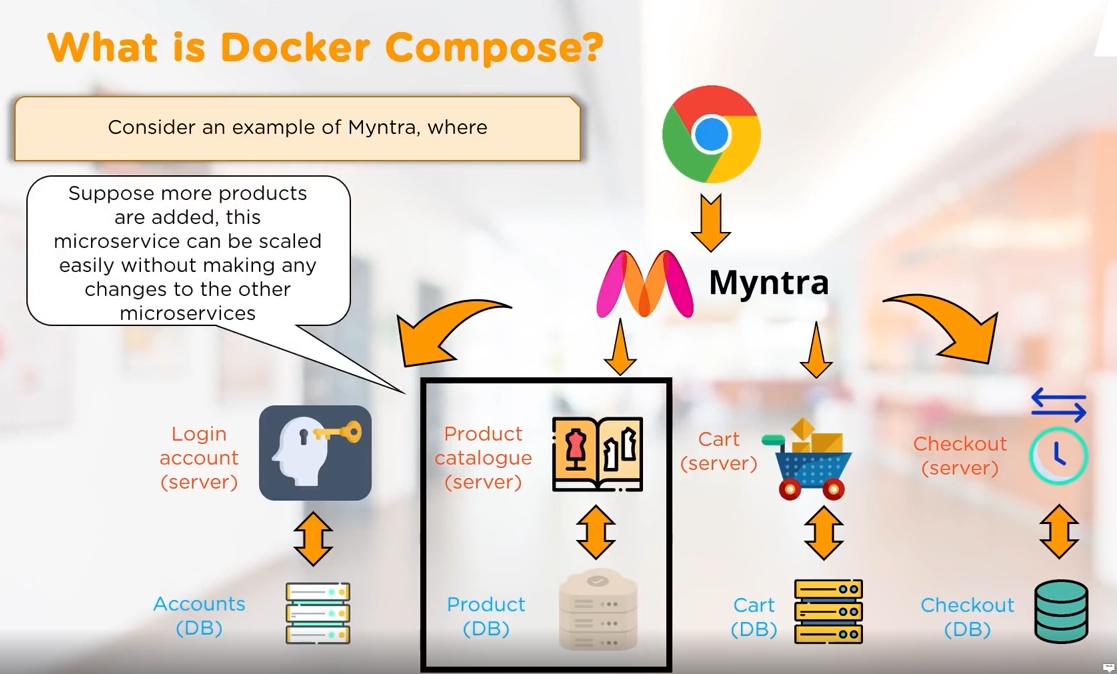 What is Docker Compose?
Consider an example of Myntra, where
Suppose more products
are added, this
microservice can be scaled
easily without making any
changes to the other
microservices
Myntra
Login
account
(server)
Product
catalogue
(server)
Cart
(server)
Checkout
(server)
Accounts
(DB)
Product
(DB)
Cart
(DB)
Checkout
(DB)